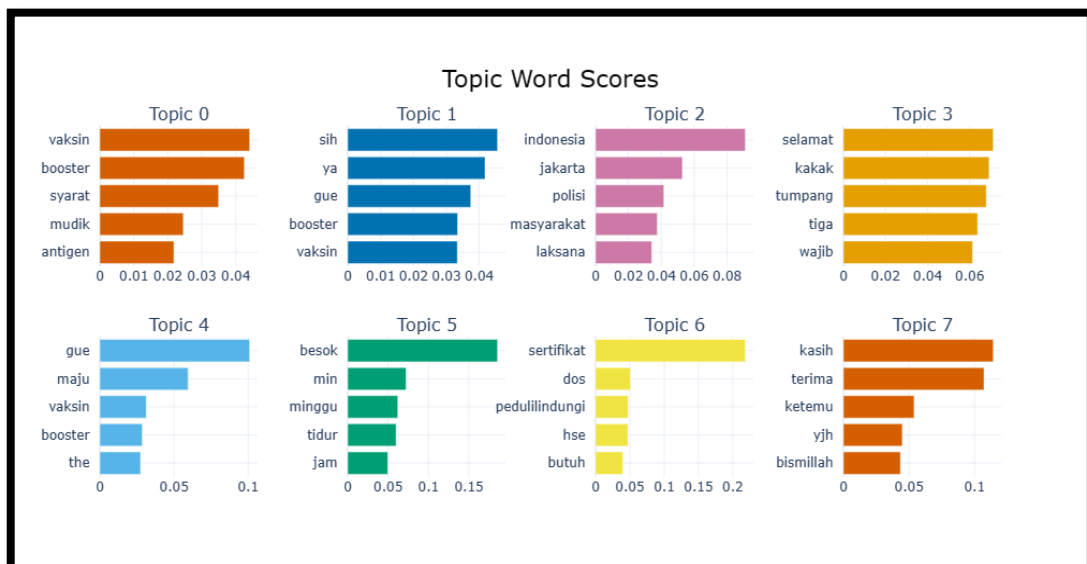 Topic Word Scores
Topic 0
vaksin
booster
syarat
mudik
antigen
0 0.01 0.02 0.03 0.04
Topic 1
sih
ya
gue
booster
vaksin
0 0.01 0.02 0.03 0.04
Topic 2
indonesia
jakarta
polisi
masyarakat
laksana
0 0.02 0.04 0.06 0.08
Topic 3
selamat
kakak
tumpang
tiga
wajib
0 0.02 0.04 0.06
Topic 4
gue
maju
vaksin
booster
the
0 0.05 0.1
Topic 5
besok
min
minggu
tidur
jam
0 0.05 0.1 0.15
Topic 6
sertifikat
dos
pedulilindungi
hse
butuh
0 0.05 0.1 0.15 0.2
Topic 7
kasih
terima
ketemu
yjh
bismillah
0 0.05 0.1